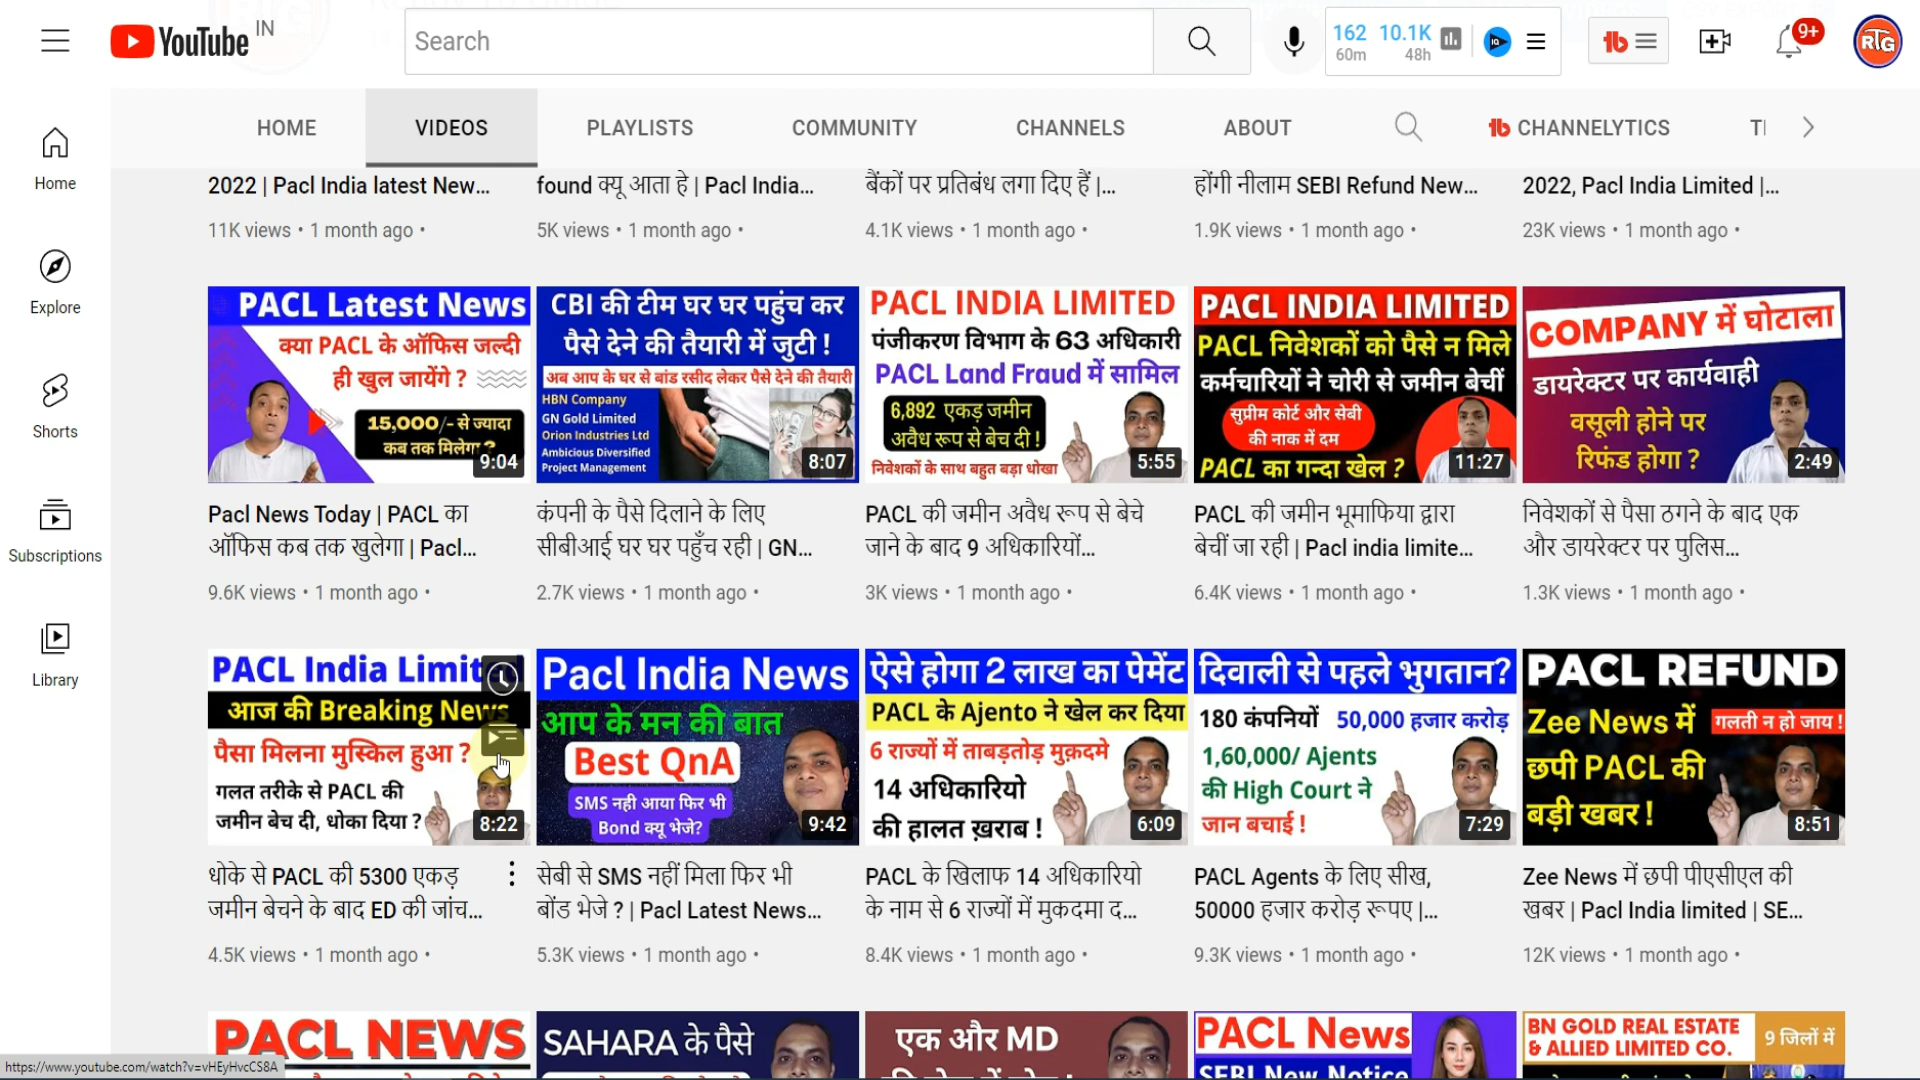 YouTube IN
Search
162 10.1K
60m 48h
9+
RTG
HOME VIDEOS PLAYLISTS COMMUNITY CHANNELS ABOUT CHANNELYTICS
Home
Explore
Shorts
Subscriptions
Library
2022 | Pacl India latest New...
11K views • 1 month ago •
found क्यू आता हे | Pacl India...
5K views • 1 month ago •
बैंकों पर प्रतिबंध लगा दिए हैं |...
4.1K views • 1 month ago •
होंगी नीलाम SEBI Refund New...
1.9K views • 1 month ago •
2022, Pacl India Limited |...
23K views • 1 month ago •
PACL Latest News
क्या PACL के ऑफिस जल्दी
ही खुल जायेंगे ?
15,000/- से ज्यादा
कब तक मिलेगा ?
9:04
Pacl News Today | PACL का
ऑफिस कब तक खुलेगा | Pacl...
9.6K views • 1 month ago •
CBI की टीम घर घर पहुंच कर
पैसे देने की तैयारी में जुटी !
अब आप के घर से बांड रसीद लेकर पैसे देने की तैयारी
HBN Company
GN Gold Limited
Orion Industries Ltd
Ambicious Diversified
Project Management
8:07
कंपनी के पैसे दिलाने के लिए
सीबीआई घर घर पहुँच रही | GN...
2.7K views • 1 month ago •
PACL INDIA LIMITED
पंजीकरण विभाग के 63 अधिकारी
PACL Land Fraud में सामिल
6,892 एकड़ जमीन
अवैध रूप से बेच दी !
निवेशकों के साथ बहुत बड़ा धोखा
5:55
PACL की जमीन अवैध रूप से बेचे
जाने के बाद 9 अधिकारियों...
3K views • 1 month ago •
PACL INDIA LIMITED
PACL निवेशकों को पैसे न मिले
कर्मचारियों ने चोरी से जमीन बेचीं
सुप्रीम कोर्ट और सेबी
की नाक में दम
PACL का गन्दा खेल ?
11:27
PACL की जमीन भूमाफिया द्वारा
बेचीं जा रही | Pacl india limite...
6.4K views • 1 month ago •
COMPANY में घोटाला
डायरेक्टर पर कार्यवाही
वसूली होने पर
रिफंड होगा ?
2:49
निवेशकों से पैसा ठगने के बाद एक
और डायरेक्टर पर पुलिस...
1.3K views • 1 month ago •
PACL India
आज की Breaking News
पैसा मिलना मुस्किल हुआ ?
गलत तरीके से PACL की
जमीन बेच दी, धोका दिया ?
8:22
धोके से PACL की 5300 एकड़
जमीन बेचने के बाद ED की जांच...
4.5K views • 1 month ago •
Pacl India News
आप के मन की बात
Best QnA
SMS नही आया फिर भी
Bond क्यू भेजे?
9:42
सेबी से SMS नहीं मिला फिर भी
बोंड भेजे ? | Pacl Latest News...
5.3K views • 1 month ago •
ऐसे होगा 2 लाख का पेमेंट
PACL के Ajento ने खेल कर दिया
6 राज्यों में ताबड़तोड़ मुक़दमे
14 अधिकारियो
की हालत ख़राब !
6:09
PACL के खिलाफ 14 अधिकारियो
के नाम से 6 राज्यों में मुकदमा द...
8.4K views • 1 month ago •
दिवाली से पहले भुगतान?
180 कंपनियों 50,000 हजार करोड़
1,60,000/ Ajents
की High Court ने
जान बचाई !
7:29
PACL Agents के लिए सीख,
50000 हजार करोड़ रूपए |...
9.3K views • 1 month ago •
PACL REFUND
Zee News में गलती न हो जाय !
छपी PACL की
बड़ी खबर !
8:51
Zee News में छपी पीएसीएल की
खबर | Pacl India limited | SE...
12K views • 1 month ago •
PACL NEWS
SAHARA के पैसे
एक और MD
PACL News
SEBI New Notice
BN GOLD REAL ESTATE
& ALLIED LIMITED CO.
9 जिलों में
https://www.youtube.com/watch?v=vHEyHvcCS8A